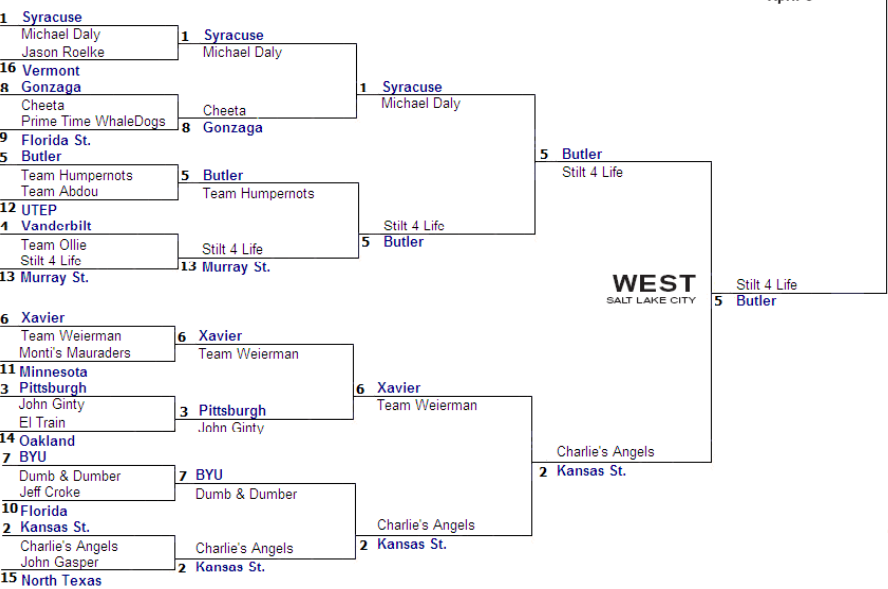 1 Syracuse
Michael Daly
Jason Roelke
16 Vermont
8 Gonzaga
Cheeta
Prime Time WhaleDogs
9 Florida St.
5 Butler
Team Humpernots
Team Abdou
12 UTEP
4 Vanderbilt
Team Ollie
Stilt 4 Life
13 Murray St.
6 Xavier
Team Weierman
Monti's Mauraders
11 Minnesota
3 Pittsburgh
John Ginty
El Train
14 Oakland
7 BYU
Dumb & Dumber
Jeff Croke
10 Florida
2 Kansas St.
Charlie's Angels
John Gasper
15 North Texas
1 Syracuse
Michael Daly
Cheeta
8 Gonzaga
5 Butler
Team Humpernots
Stilt 4 Life
13 Murray St.
6 Xavier
Team Weierman
3 Pittsburgh
John Ginty
7 BYU
Dumb & Dumber
Charlie's Angels
2 Kansas St.
1 Syracuse
Michael Daly
Stilt 4 Life
5 Butler
6 Xavier
Team Weierman
Charlie's Angels
2 Kansas St.
5 Butler
Stilt 4 Life
Charlie's Angels
2 Kansas St.
WEST
SALT LAKE CITY
Stilt 4 Life
5 Butler